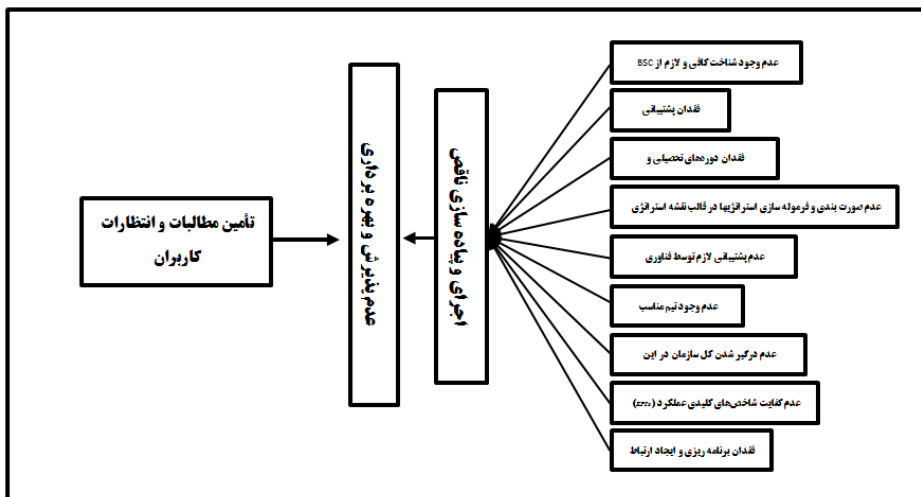 عدم وجود شناخت کافی و لازم از BSC
فقدان پشتیبانی
فقدان دوره‌های تحصیلی و
عدم صورت بندی و فرموله سازی استراتژیها در قالب نقشه استراتژی
عدم پشتیبانی لازم توسط فناوری
عدم وجود تیم مناسب
عدم درگیر شدن کل سازمان در این
عدم کفایت شاخص‌های کلیدی عملکرد (KPIs)
فقدان برنامه ریزی و ایجاد ارتباط
اجرای و پیاده سازی ناقص
عدم پذیرش و بهره برداری
تأمین مطالبات و انتظارات
کاربران